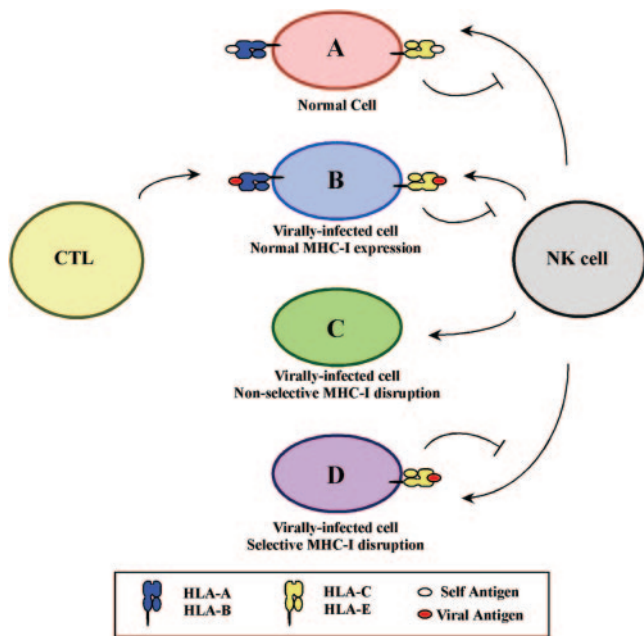 A
Normal Cell
B
Virally-infected cell
Normal MHC-I expression
CTL
NK cell
C
Virally-infected cell
Non-selective MHC-I disruption
D
Virally-infected cell
Selective MHC-I disruption
HLA-A
HLA-B
HLA-C
HLA-E
Self Antigen
Viral Antigen